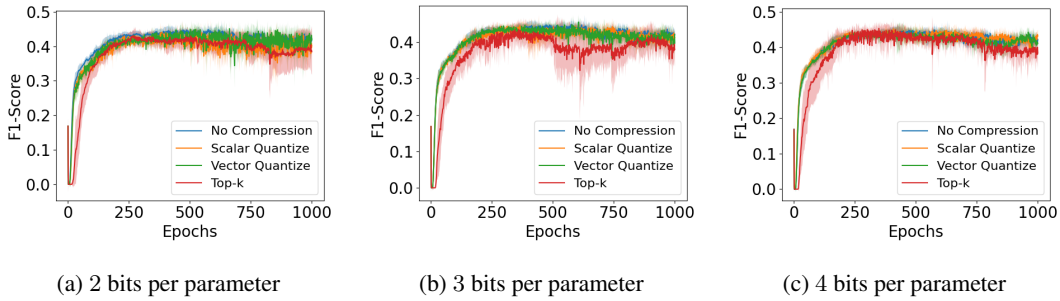 0.5
0.4
0.3
0.2
0.1
0.0
F1-Score
No Compression
Scalar Quantize
Vector Quantize
Top-k
0 250 500 750 1000
Epochs
(a) 2 bits per parameter
0.4
0.3
0.2
0.1
0.0
F1-Score
No Compression
Scalar Quantize
Vector Quantize
Top-k
0 250 500 750 1000
Epochs
(b) 3 bits per parameter
0.5
0.4
0.3
0.2
0.1
0.0
F1-Score
No Compression
Scalar Quantize
Vector Quantize
Top-k
0 250 500 750 1000
Epochs
(c) 4 bits per parameter